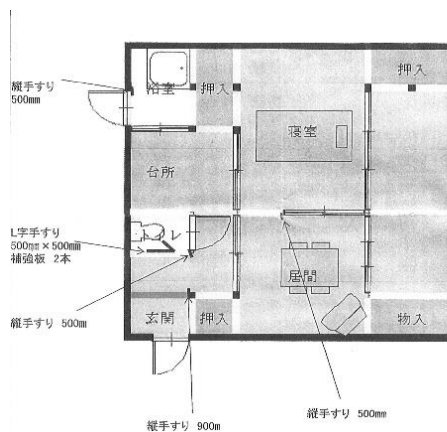 縦手すり
500mm
浴室
押入
押入
寝室
台所
L字手すり
500mm×500mm
補強板 2本
トイレ
居間
縦手すり 500mm
玄関
押入
物入
縦手すり 900m
縦手すり 500mm